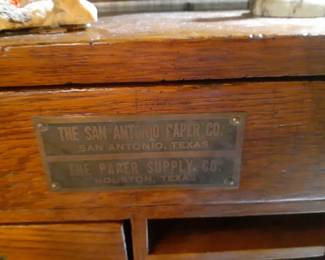 THE SAN ANTONIO PAPER CO.
SAN ANTONIO, TEXAS
THE PAPER SUPPLY. CO.
HOUSTON, TEXAS